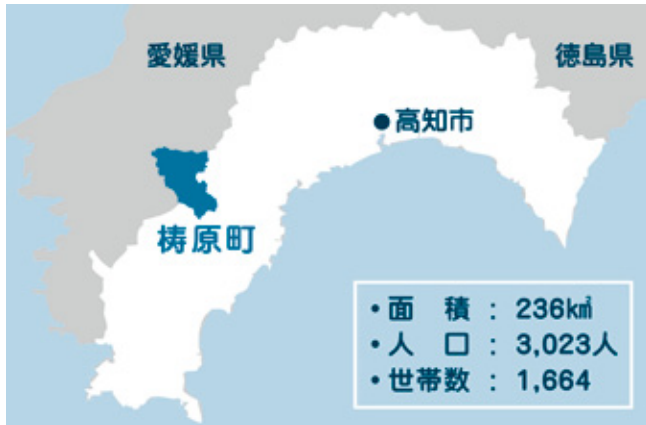 愛媛県
徳島県
高知市
梼原町
・面　積 : 236k㎡
・人　口 : 3,023人
・世帯数 : 1,664